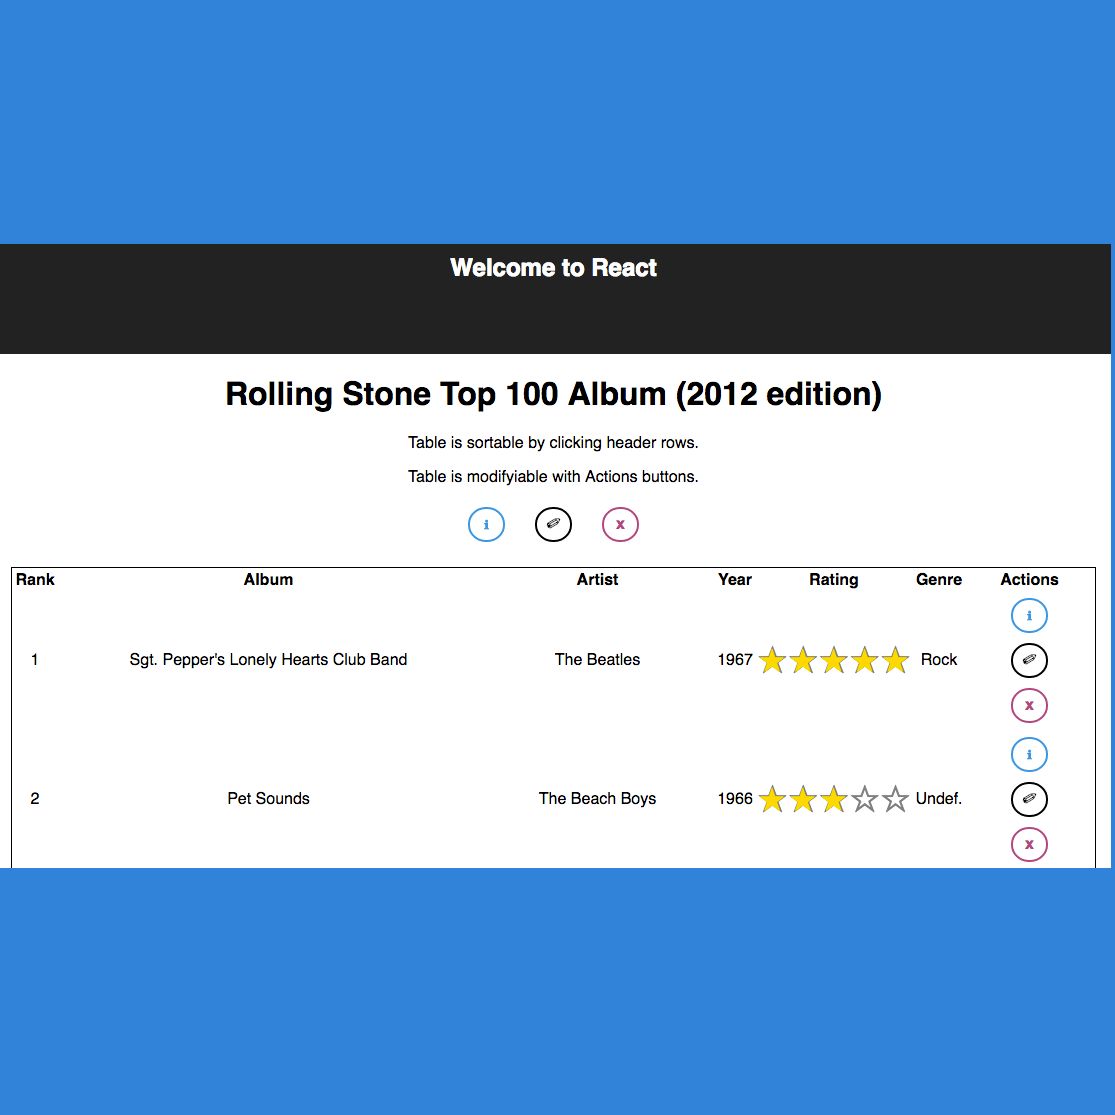 Welcome to React
Rolling Stone Top 100 Album (2012 edition)
Table is sortable by clicking header rows.
Table is modifyiable with Actions buttons.
i x
Rank Album Artist Year Rating Genre Actions
i
1 Sgt. Pepper's Lonely Hearts Club Band The Beatles 1967 Rock
x
i
2 Pet Sounds The Beach Boys 1966 Undef.
x